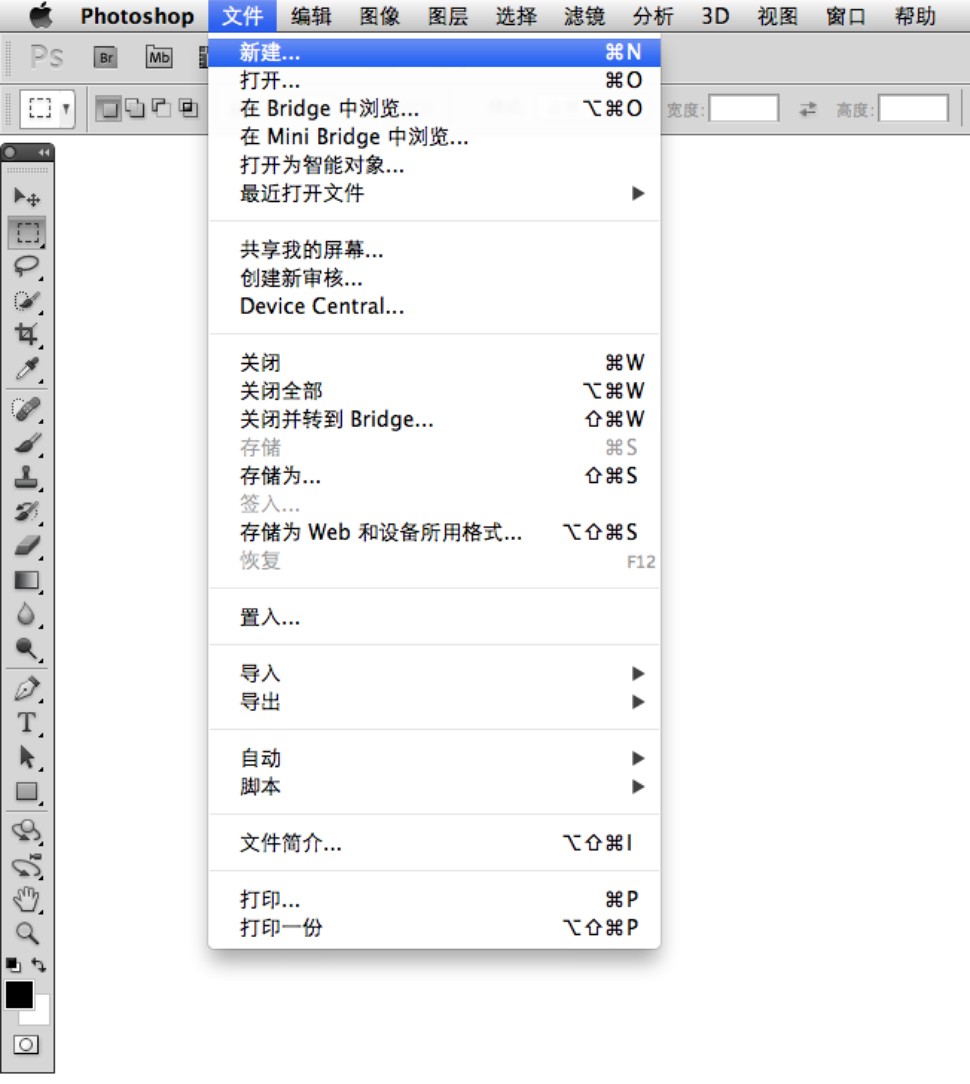 Photoshop 文件 编辑 图像 图层 选择 滤镜 分析 3D 视图 窗口 帮助
Ps Br Mb
新建... ⌘N
打开... ⌘O
在 Bridge 中浏览... ⌥⌘O
宽度: 高度:
在 Mini Bridge 中浏览...
打开为智能对象...
最近打开文件 ▶
共享我的屏幕...
创建新审核...
Device Central...
关闭 ⌘W
关闭全部 ⌥⌘W
关闭并转到 Bridge... ⇧⌘W
存储 ⌘S
存储为... ⇧⌘S
签入...
存储为 Web 和设备所用格式... ⌥⇧⌘S
恢复 F12
置入...
导入 ▶
导出 ▶
自动 ▶
脚本 ▶
文件简介... ⌥⇧⌘I
打印... ⌘P
打印一份 ⌥⇧⌘P
T